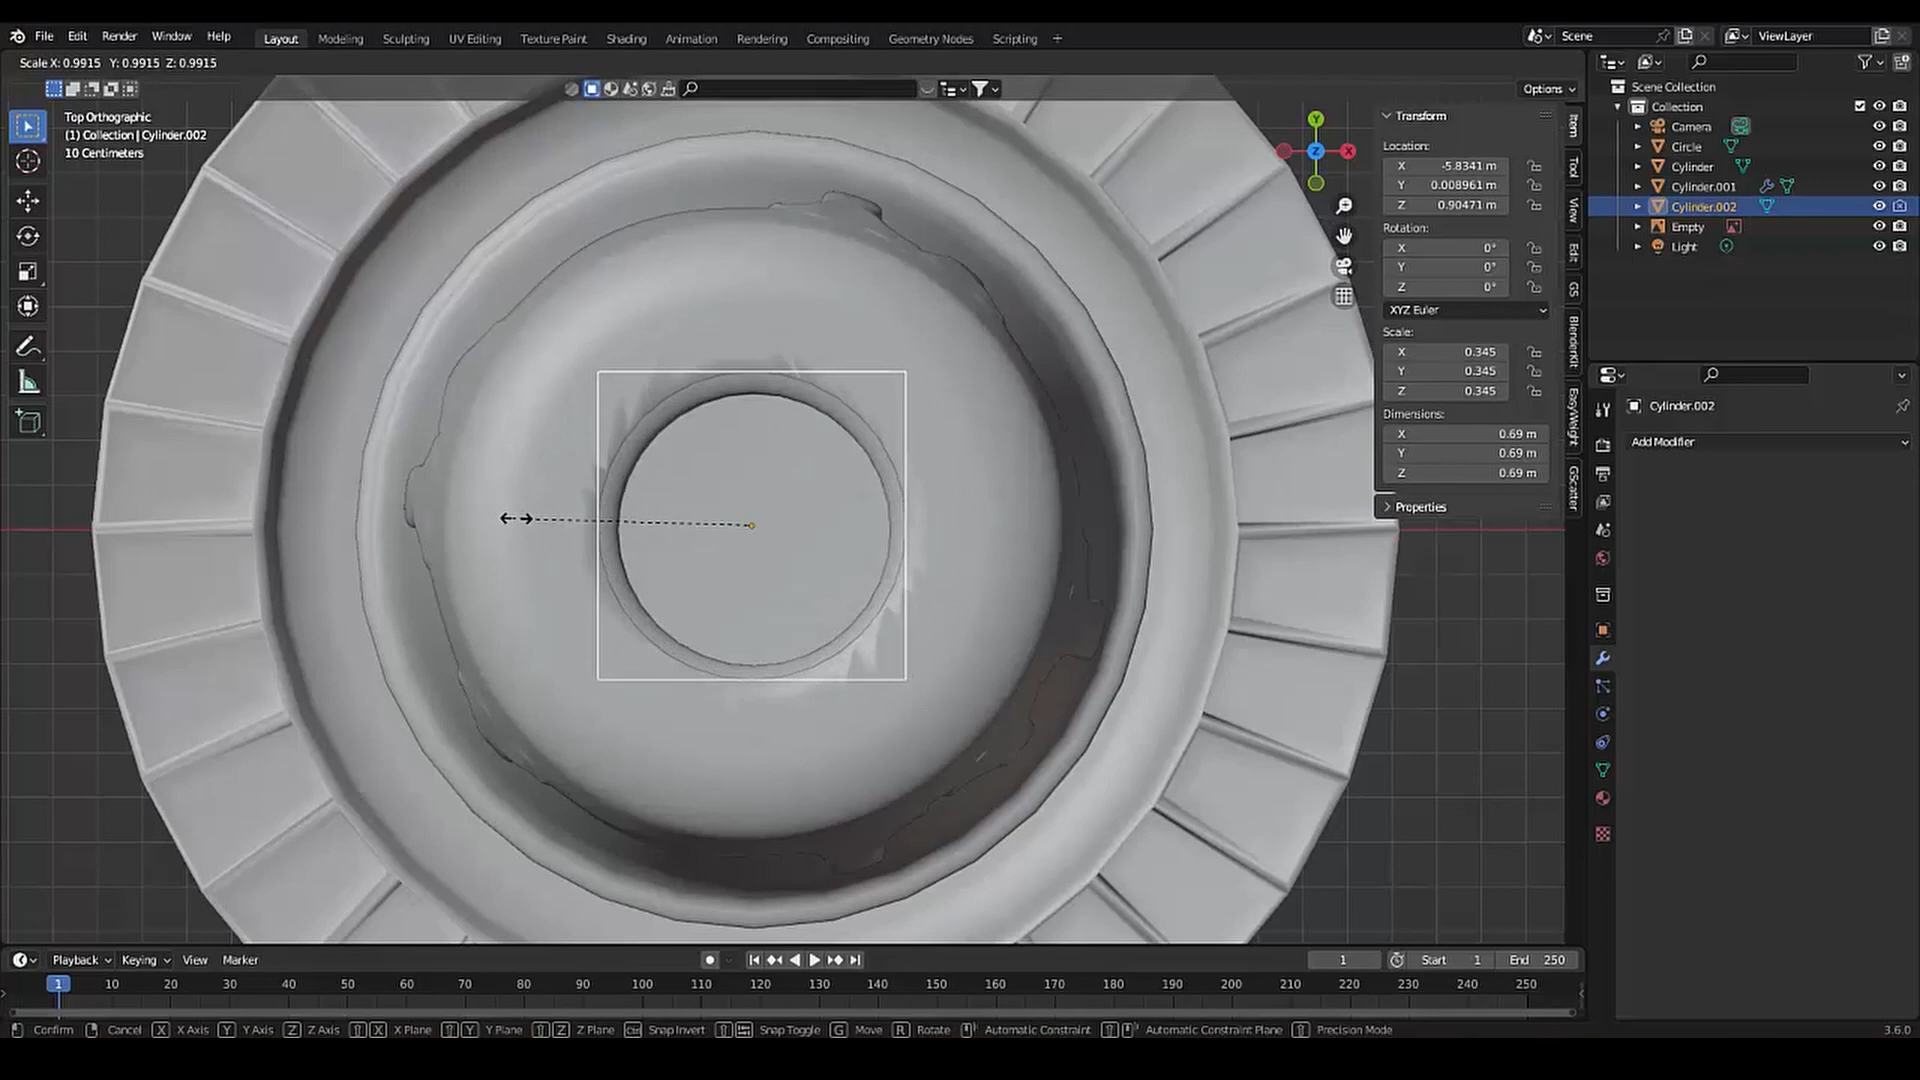 File Edit Render Window Help Layout Modeling Sculpting UV Editing Texture Paint Shading Animation Rendering Compositing Geometry Nodes Scripting + Scene ViewLayer
Scale X: 0.9915 Y: 0.9915 Z: 0.9915
Options
Top Orthographic
(1) Collection | Cylinder.002
10 Centimeters
Y
X
Z
Transform
Location:
X -5.8341 m
Y 0.008961 m
Z 0.90471 m
Rotation:
X 0°
Y 0°
Z 0°
XYZ Euler
Scale:
X 0.345
Y 0.345
Z 0.345
Dimensions:
X 0.69 m
Y 0.69 m
Z 0.69 m
Properties
Item
Tool
View
Edit
GS
BlenderKit
EasyWeight
GScatter
Scene Collection
Collection
Camera
Circle
Cylinder
Cylinder.001
Cylinder.002
Empty
Light
Cylinder.002
Add Modifier
Playback Keying View Marker 1 Start 1 End 250
1 10 20 30 40 50 60 70 80 90 100 110 120 130 140 150 160 170 180 190 200 210 220 230 240 250
Confirm Cancel X X Axis Y Y Axis Z Z Axis X X Plane Y Y Plane Z Z Plane Ctrl Snap Invert Snap Toggle G Move R Rotate Automatic Constraint Automatic Constraint Plane Precision Mode 3.6.0